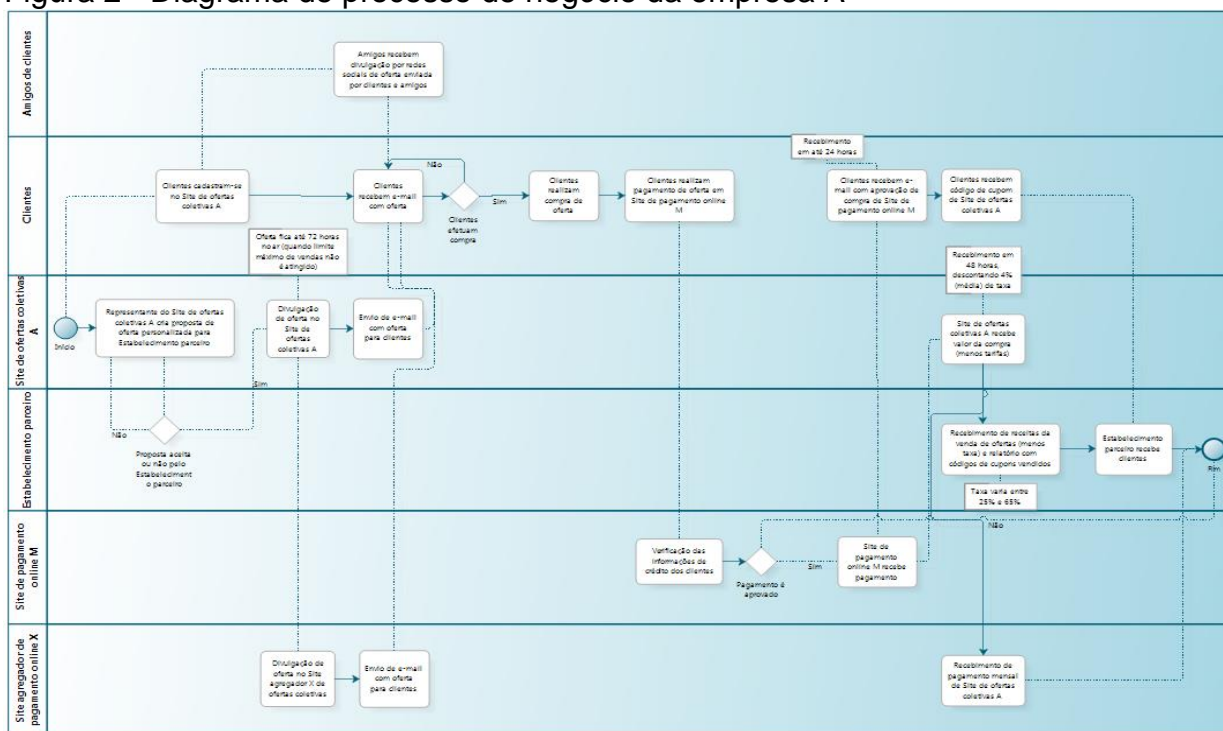 Figura 2 - Diagrama do processo de negócio da empresa A
Amigos de clientes
Amigos recebem
divulgação por redes
sociais de oferta enviada
por clientes e amigos
Clientes
Clientes cadastram-se
no Site de ofertas
coletivas A
Clientes
recebem e-mail
com oferta
Não
Clientes
efetuam
compra
Sim
Clientes
realizam
compra de
oferta
Clientes realizam
pagamento de oferta em
Site de pagamento online
M
Recebimento
em até 24 horas
Clientes recebem e-
mail com aprovação de
compra de Site de
pagamento online M
Clientes recebem
código de cupom
de Site de ofertas
coletivas A
Oferta fica até 72 horas
no ar (quando limite
máximo de vendas não
é atingido)
Recebimento em
48 horas,
descontando 4%
(média) de taxa
Site de ofertas coletivas
A
Início
Representante do Site de ofertas
coletivas A cria proposta de
oferta personalizada para
Estabelecimento parceiro
Divulgação
de oferta no
Site de
ofertas
coletivas A
Envio de e-mail
com oferta
para clientes
Site de ofertas
coletivas A recebe
valor da compra
(menos tarifas)
Sim
Estabelecimento parceiro
Não
Proposta aceita
ou não pelo
Estabeleciment
o parceiro
Recebimento de receitas da
venda de ofertas (menos
taxa) e relatório com
códigos de cupons vendidos
Estabelecimento
parceiro recebe
clientes
Fim
Taxa varia entre
25% e 65%
Site de pagamento
online M
Não
Verificação das
informações de
crédito dos clientes
Pagamento é
aprovado
Sim
Site de
pagamento
online M recebe
pagamento
Site agregador de
pagamento online X
Divulgação de
oferta no Site
agregador X de
ofertas coletivas
Envio de e-mail
com oferta
para clientes
Recebimento de
pagamento mensal
de Site de ofertas
coletivas A